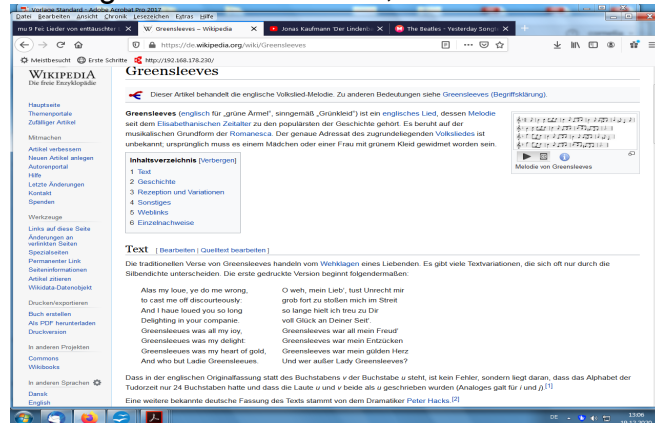 Vorlage Standard - Adobe Acrobat Pro 2017
Datei Bearbeiten Ansicht Chronik Lesezeichen Extras Hilfe
mu 9 Fei: Lieder von enttäuschter
W Greensleeves – Wikipedia
Jonas Kaufmann 'Der Lindenb
The Beatles - Yesterday Song
https://de.wikipedia.org/wiki/Greensleeves
Meistbesucht Erste Schritte http://192.168.178.230/
WIKIPEDIA
Die freie Enzyklopädie
Hauptseite
Themenportale
Zufälliger Artikel
Mitmachen
Artikel verbessern
Neuen Artikel anlegen
Autorenportal
Hilfe
Letzte Änderungen
Kontakt
Spenden
Werkzeuge
Links auf diese Seite
Änderungen an
verlinkten Seiten
Spezialseiten
Permanenter Link
Seiteninformationen
Artikel zitieren
Wikidata-Datenobjekt
Drucken/exportieren
Buch erstellen
Als PDF herunterladen
Druckversion
In anderen Projekten
Commons
Wikibooks
In anderen Sprachen
Dansk
English
Greensleeves
Dieser Artikel behandelt die englische Volkslied-Melodie. Zu anderen Bedeutungen siehe Greensleeves (Begriffsklärung).
Greensleeves (englisch für „grüne Ärmel", sinngemäß „Grünkleid") ist ein englisches Lied, dessen Melodie
seit dem Elisabethanischen Zeitalter zu den populärsten der Geschichte gehört. Es beruht auf der
musikalischen Grundform der Romanesca. Der genaue Adressat des zugrundeliegenden Volksliedes ist
unbekannt; ursprünglich muss es einem Mädchen oder einer Frau mit grünem Kleid gewidmet worden sein.
Melodie von Greensleeves
Inhaltsverzeichnis [Verbergen]
1 Text
2 Geschichte
3 Rezeption und Variationen
4 Sonstiges
5 Weblinks
6 Einzelnachweise
Text [ Bearbeiten | Quelltext bearbeiten ]
Die traditionellen Verse von Greensleeves handeln vom Wehklagen eines Liebenden. Es gibt viele Textvariationen, die sich oft nur durch die
Silbendichte unterscheiden. Die erste gedruckte Version beginnt folgendermaßen:
Alas my loue, ye do me wrong, O weh, mein Lieb', tust Unrecht mir
to cast me off discourteously: grob fort zu stoßen mich im Streit
And I haue loued you so long so lange hielt ich treu zu Dir
Delighting in your companie. voll Glück an Deiner Seit'.
Greensleeues was all my ioy, Greensleeves war all mein Freud'
Greensleeues was my delight: Greensleeves war mein Entzücken
Greensleeues was my heart of gold, Greensleeves war mein gülden Herz
And who but Ladie Greensleeues. Und wer außer Lady Greensleeves?
Dass in der englischen Originalfassung statt des Buchstabens v der Buchstabe u steht, ist kein Fehler, sondern liegt daran, dass das Alphabet der
Tudorzeit nur 24 Buchstaben hatte und dass die Laute u und v beide als u geschrieben wurden (Analoges galt für i und j).[1]
Eine weitere bekannte deutsche Fassung des Texts stammt von dem Dramatiker Peter Hacks.[2]
DE
13:06
19.12.2020